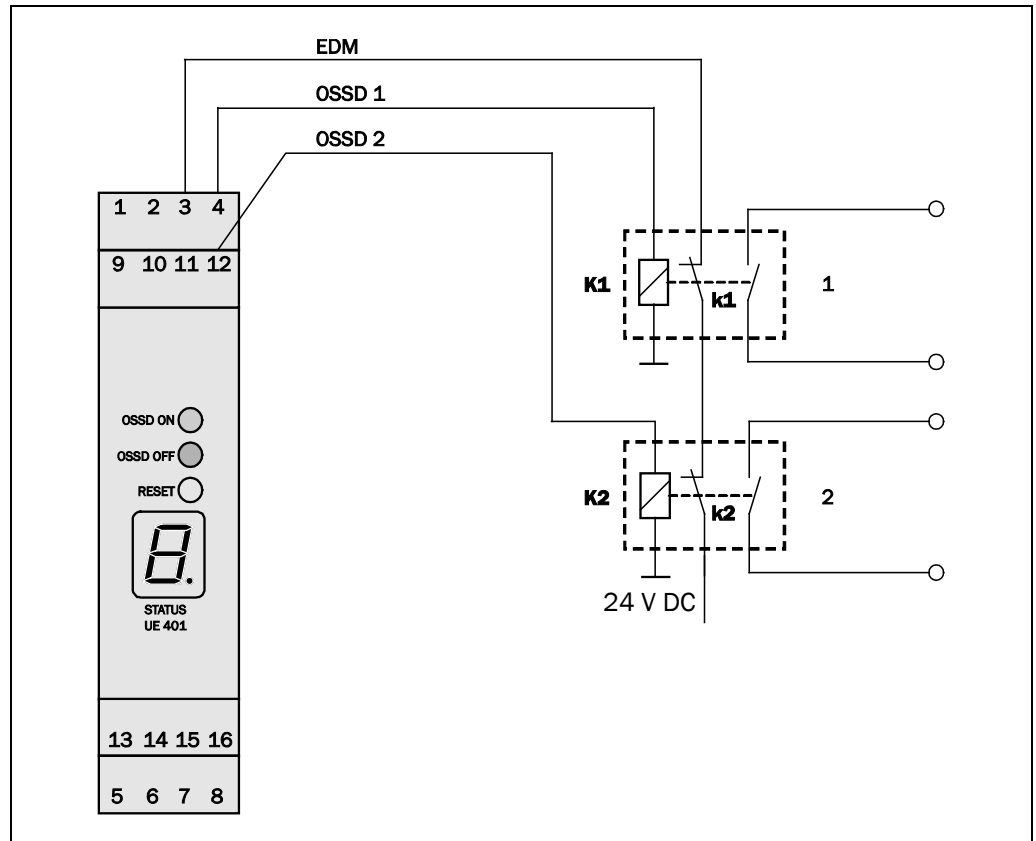 EDM
OSSD 1
OSSD 2
1 2 3 4
9 10 11 12
K1
k1
1
OSSD ON
OSSD OFF
RESET
8.
STATUS
UE 401
K2
k2
2
24 V DC
13 14 15 16
5 6 7 8